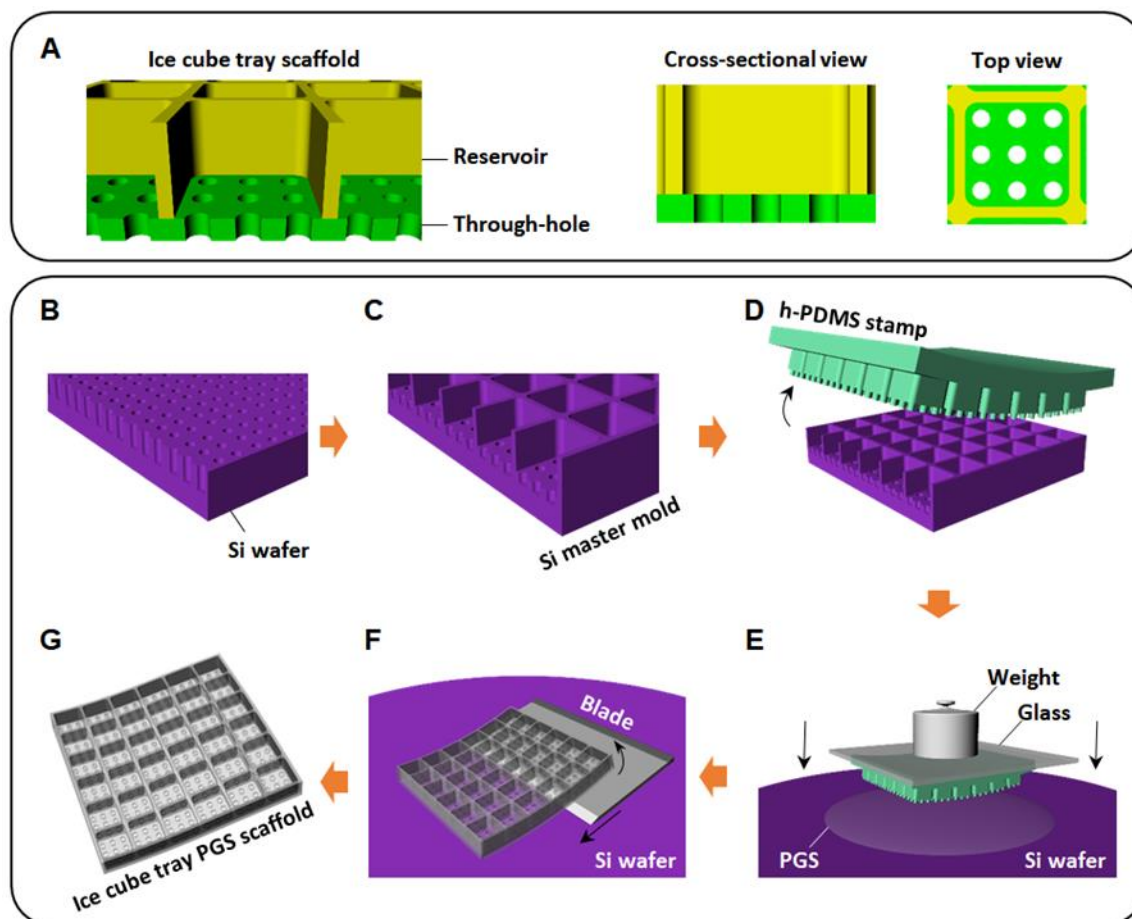 A
Ice cube tray scaffold
Cross-sectional view
Top view
Reservoir
Through-hole
B
C
D
h-PDMS stamp
Si wafer
Si master mold
G
F
E
Weight
Glass
Blade
Ice cube tray PGS scaffold
Si wafer
PGS
Si wafer